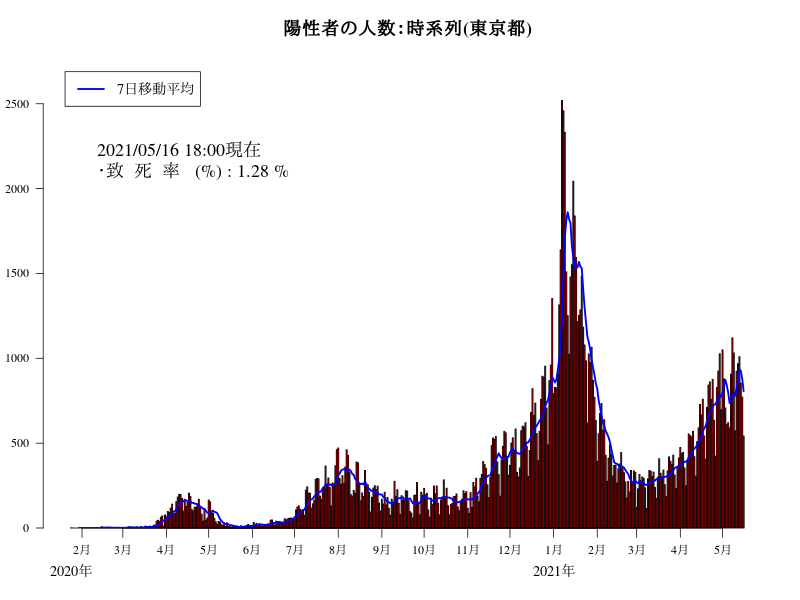 陽性者の人数：時系列(東京都)
7日移動平均
2021/05/16 18:00現在
・致 死 率 (%) : 1.28 %
2500
2000
1500
1000
500
0
2月 3月 4月 5月 6月 7月 8月 9月 10月 11月 12月 1月 2月 3月 4月 5月
2020年 2021年